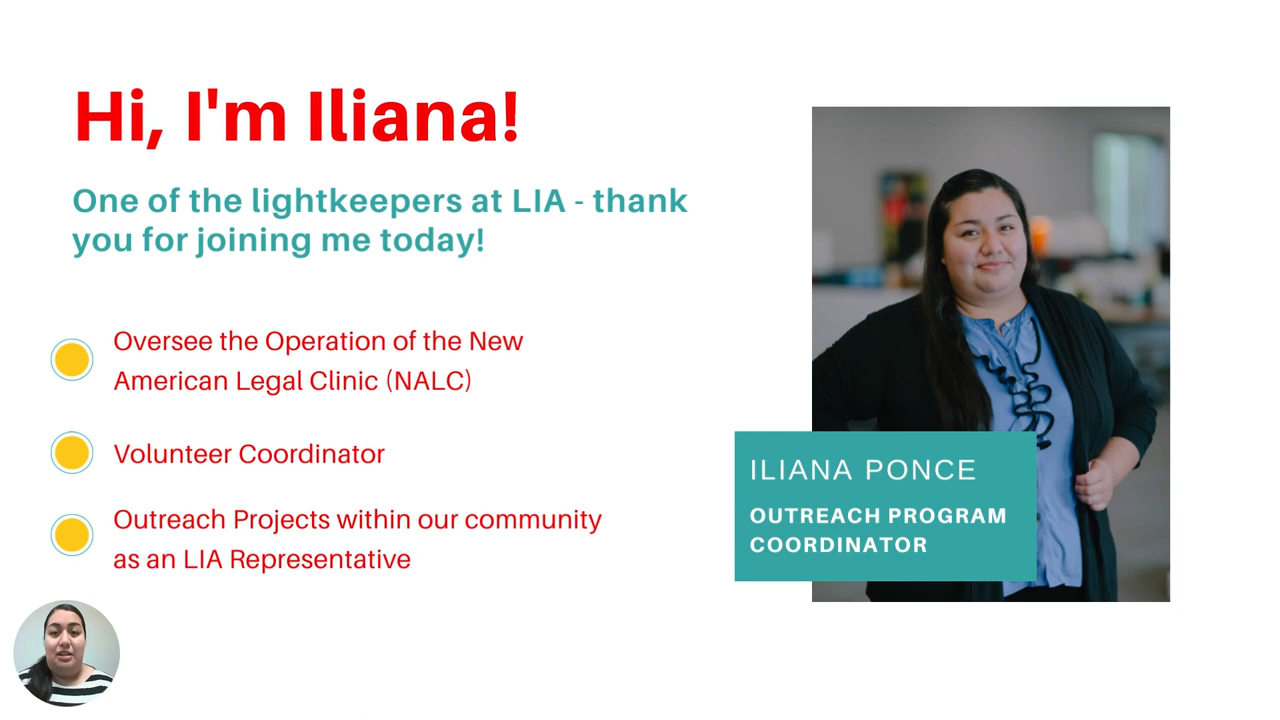 Hi, I'm Iliana!
One of the lightkeepers at LIA - thank
you for joining me today!
Oversee the Operation of the New
American Legal Clinic (NALC)
Volunteer Coordinator
Outreach Projects within our community
as an LIA Representative
ILIANA PONCE
OUTREACH PROGRAM
COORDINATOR